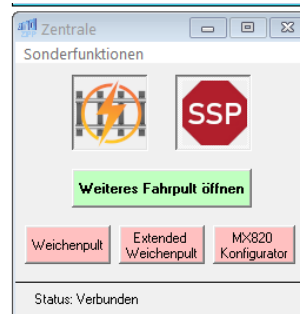 Zentrale
Sonderfunktionen
SSP
Weiteres Fahrpult öffnen
Weichenpult
Extended
Weichenpult
MX820
Konfigurator
Status: Verbunden